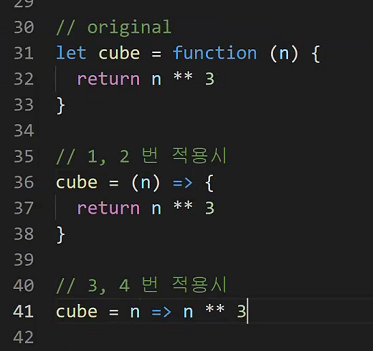 29
30 // original
31 let cube = function (n) {
32   return n ** 3
33 }
34
35 // 1, 2 번 적용시
36 cube = (n) => {
37   return n ** 3
38 }
39
40 // 3, 4 번 적용시
41 cube = n => n ** 3
42